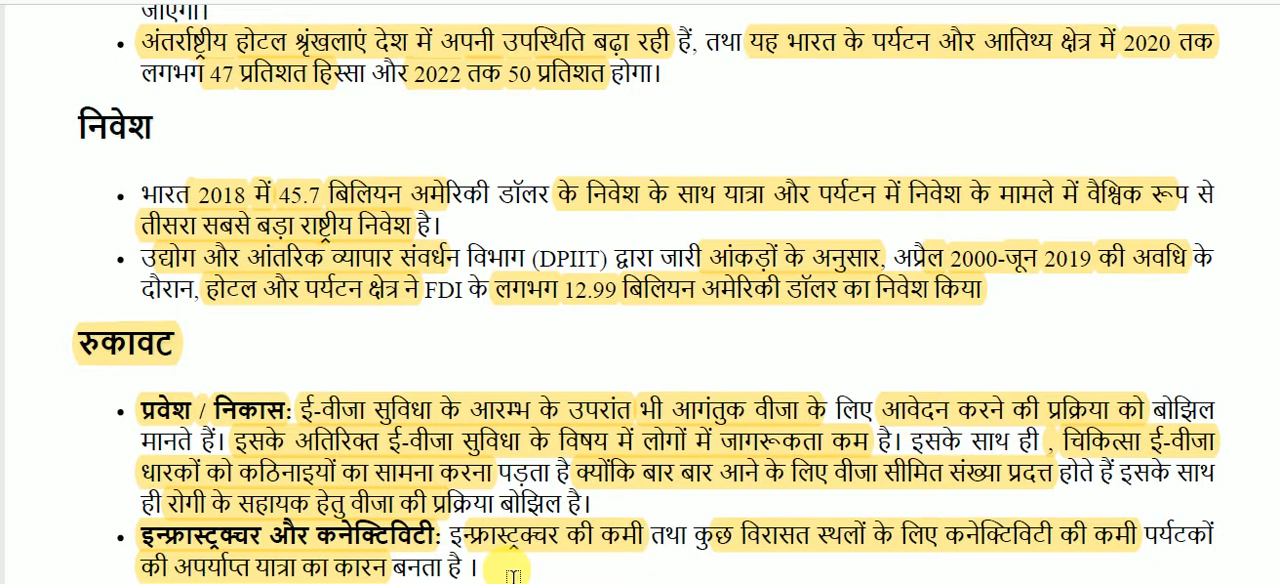 जाएगा।
• अंतर्राष्ट्रीय होटल श्रृंखलाएं देश में अपनी उपस्थिति बढ़ा रही हैं, तथा यह भारत के पर्यटन और आतिथ्य क्षेत्र में 2020 तक
लगभग 47 प्रतिशत हिस्सा और 2022 तक 50 प्रतिशत होगा।
निवेश
• भारत 2018 में 45.7 बिलियन अमेरिकी डॉलर के निवेश के साथ यात्रा और पर्यटन में निवेश के मामले में वैश्विक रूप से
तीसरा सबसे बड़ा राष्ट्रीय निवेश है।
• उद्योग और आंतरिक व्यापार संवर्धन विभाग (DPIIT) द्वारा जारी आंकड़ों के अनुसार, अप्रैल 2000-जून 2019 की अवधि के
दौरान, होटल और पर्यटन क्षेत्र ने FDI के लगभग 12.99 बिलियन अमेरिकी डॉलर का निवेश किया
रुकावट
• प्रवेश / निकास: ई-वीजा सुविधा के आरम्भ के उपरांत भी आगंतुक वीजा के लिए आवेदन करने की प्रक्रिया को बोझिल
मानते हैं। इसके अतिरिक्त ई-वीजा सुविधा के विषय में लोगों में जागरूकता कम है। इसके साथ ही , चिकित्सा ई-वीजा
धारकों को कठिनाइयों का सामना करना पड़ता है क्योंकि बार बार आने के लिए वीजा सीमित संख्या प्रदत्त होते हैं इसके साथ
ही रोगी के सहायक हेतु वीजा की प्रक्रिया बोझिल है।
• इन्फ्रास्ट्रक्चर और कनेक्टिविटी: इन्फ्रास्ट्रक्चर की कमी तथा कुछ विरासत स्थलों के लिए कनेक्टिविटी की कमी पर्यटकों
की अपर्याप्त यात्रा का कारन बनता है ।